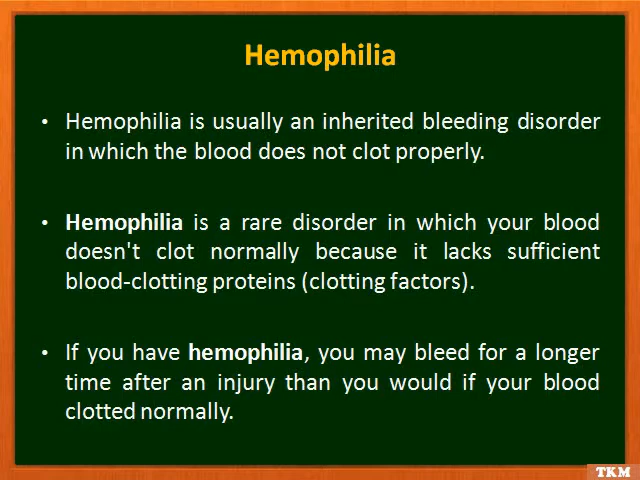 Hemophilia
• Hemophilia is usually an inherited bleeding disorder
in which the blood does not clot properly.
• Hemophilia is a rare disorder in which your blood
doesn't clot normally because it lacks sufficient
blood-clotting proteins (clotting factors).
• If you have hemophilia, you may bleed for a longer
time after an injury than you would if your blood
clotted normally.
TKM